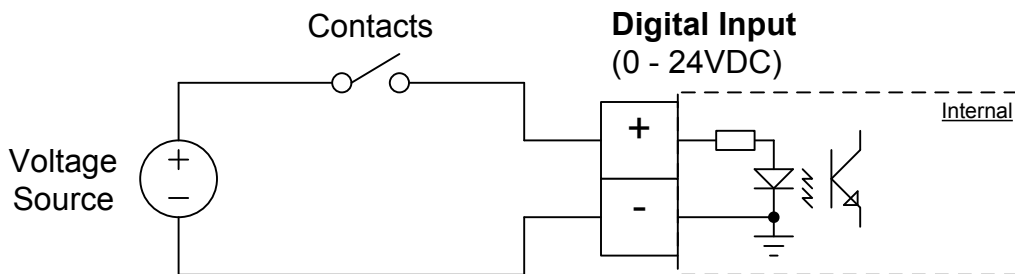 Contacts
Digital Input
(0 - 24VDC)
Internal
Voltage
Source
+
-
+
-